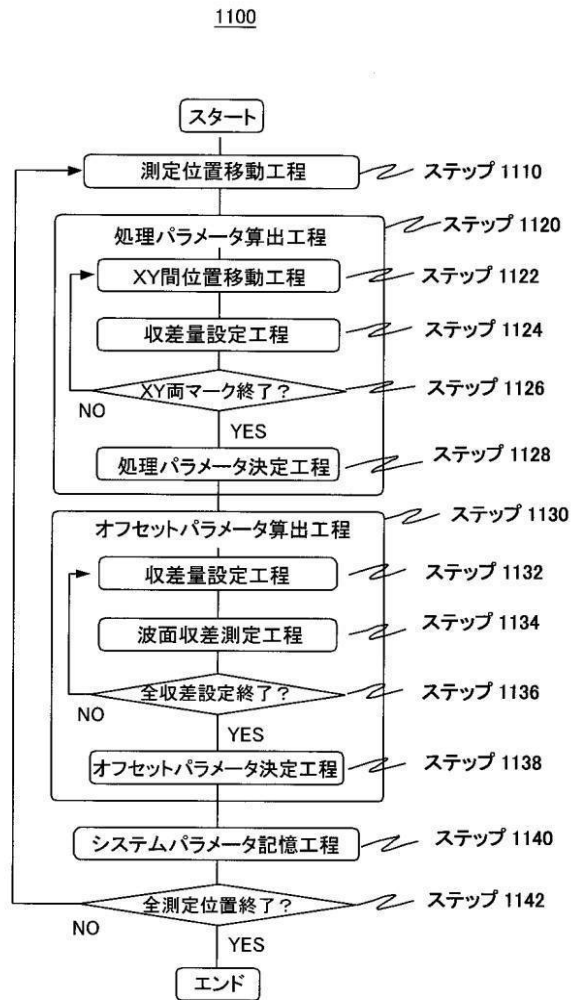 1100
スタート
測定位置移動工程
ステップ 1110
ステップ 1120
処理パラメータ算出工程
XY間位置移動工程
ステップ 1122
収差量設定工程
ステップ 1124
XY両マーク終了？
ステップ 1126
NO
YES
処理パラメータ決定工程
ステップ 1128
ステップ 1130
オフセットパラメータ算出工程
収差量設定工程
ステップ 1132
波面収差測定工程
ステップ 1134
全収差設定終了？
ステップ 1136
NO
YES
オフセットパラメータ決定工程
ステップ 1138
システムパラメータ記憶工程
ステップ 1140
全測定位置終了？
ステップ 1142
NO
YES
エンド